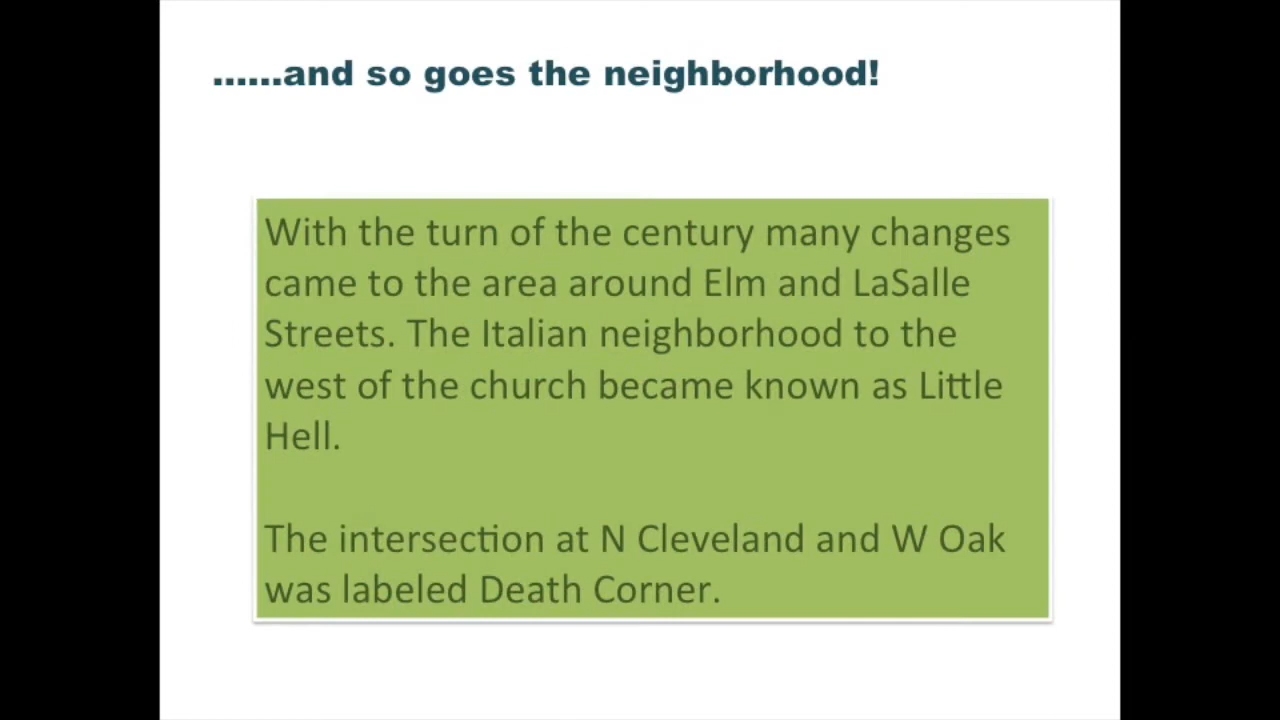 ......and so goes the neighborhood!
With the turn of the century many changes
came to the area around Elm and LaSalle
Streets. The Italian neighborhood to the
west of the church became known as Little
Hell.
The intersection at N Cleveland and W Oak
was labeled Death Corner.